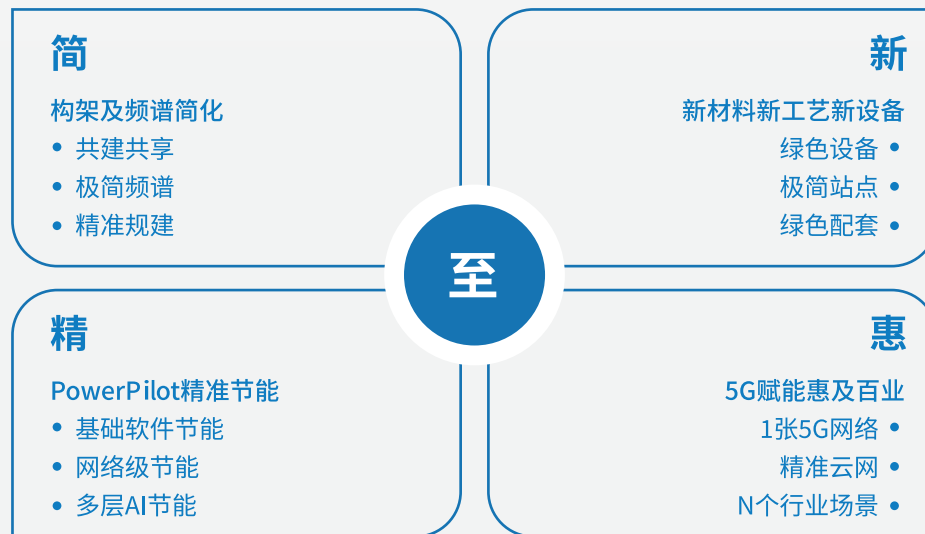 简
构架及频谱简化
• 共建共享
• 极简频谱
• 精准规建
新
新材料新工艺新设备
绿色设备 •
极简站点 •
绿色配套 •
至
精
PowerPilot精准节能
• 基础软件节能
• 网络级节能
• 多层AI节能
惠
5G赋能惠及百业
1张5G网络 •
精准云网 •
N个行业场景 •